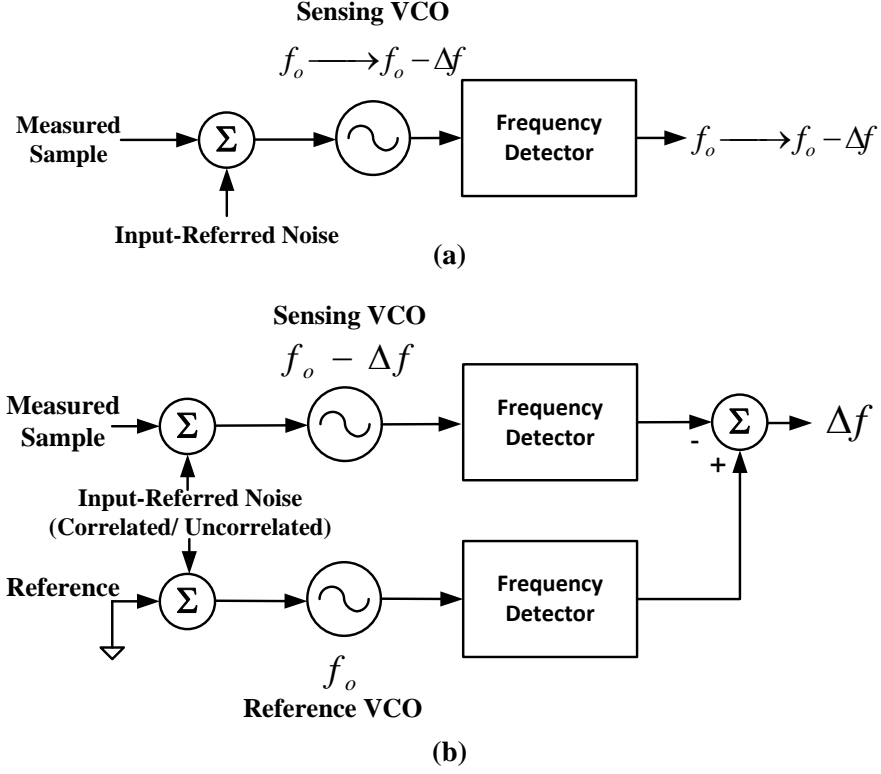 Sensing VCO
fₒ ⟶ fₒ − Δf
Measured
Sample
Σ
Frequency
Detector
fₒ ⟶ fₒ − Δf
Input-Referred Noise
(a)
Sensing VCO
fₒ − Δf
Measured
Sample
Σ
Frequency
Detector
Σ
Δf
-
+
Input-Referred Noise
(Correlated/ Uncorrelated)
Reference
Σ
Frequency
Detector
fₒ
Reference VCO
(b)